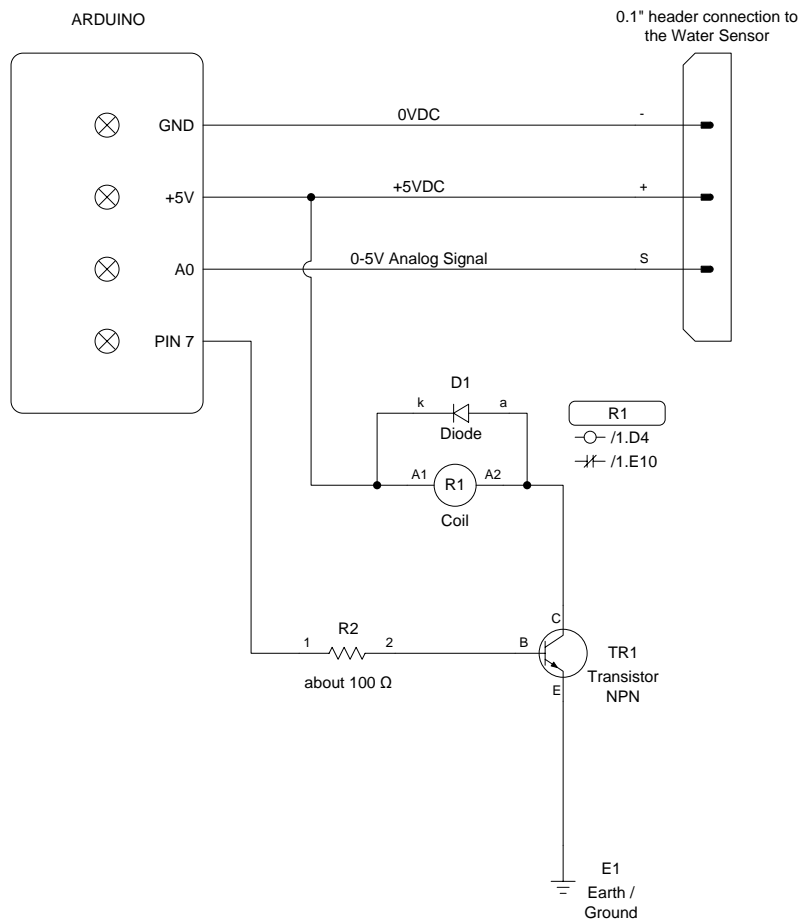 ARDUINO
0.1" header connection to
the Water Sensor
GND
0VDC
-
+5V
+5VDC
+
A0
0-5V Analog Signal
S
PIN 7
D1
k
a
Diode
R1
/1.D4
/1.E10
A1
R1
A2
Coil
C
R2
1
2
B
TR1
Transistor
NPN
about 100 Ω
E
E1
Earth /
Ground